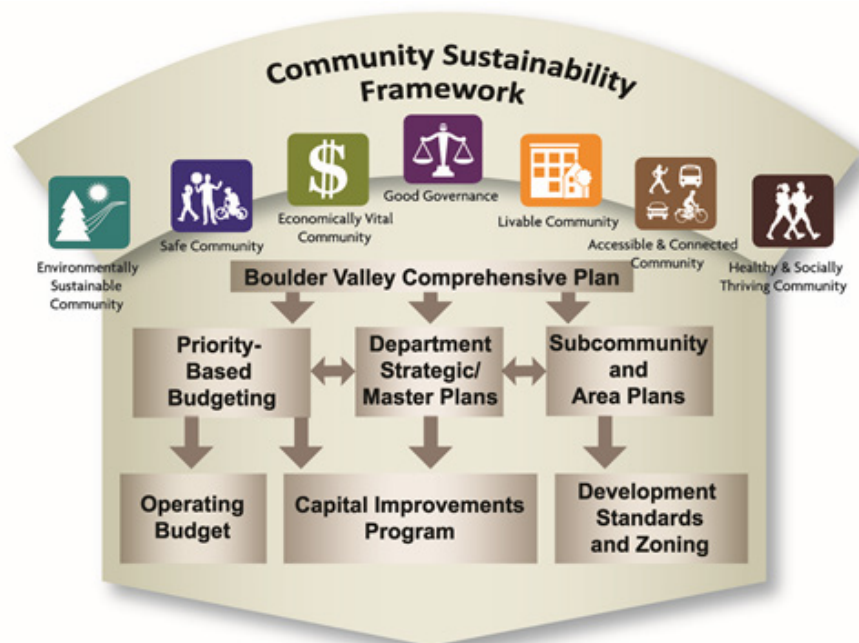 Community Sustainability
Framework
Environmentally
Sustainable
Community
Safe Community
Economically Vital
Community
Good Governance
Livable Community
Accessible & Connected
Community
Healthy & Socially
Thriving Community
Boulder Valley Comprehensive Plan
Priority-
Based
Budgeting
Department
Strategic/
Master Plans
Subcommunity
and
Area Plans
Operating
Budget
Capital Improvements
Program
Development
Standards
and Zoning